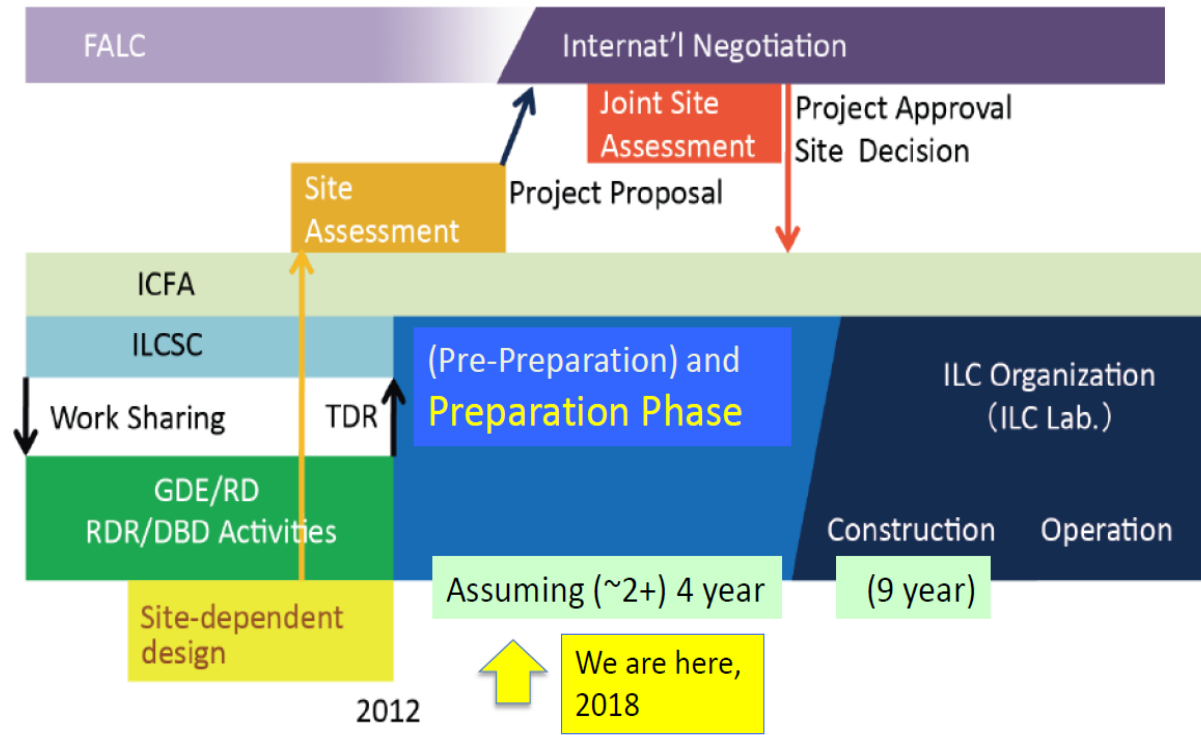 FALC
Internat'l Negotiation
Joint Site
Assessment
Project Approval
Site Decision
Site
Assessment
Project Proposal
ICFA
ILCSC
(Pre-Preparation) and
Preparation Phase
ILC Organization
(ILC Lab.)
Work Sharing
TDR
GDE/RD
RDR/DBD Activities
Construction
Operation
Assuming (~2+) 4 year
(9 year)
Site-dependent
design
We are here,
2018
2012